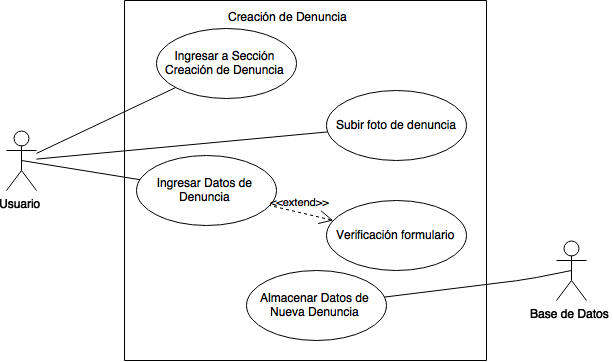 Creación de Denuncia
Ingresar a Sección
Creación de Denuncia
Subir foto de denuncia
Ingresar Datos de
Denuncia
Usuario
<<extend>>
Verificación formulario
Almacenar Datos de
Nueva Denuncia
Base de Datos